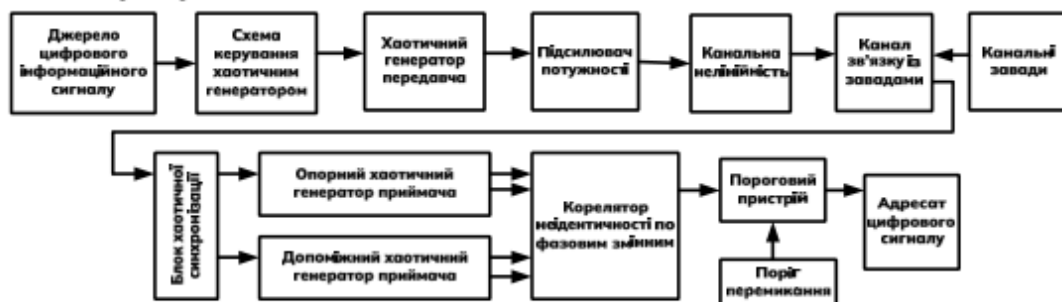 Джерело
цифрового
інформаційного
сигналу
Схема
керування
хаотичним
генератором
Хаотичний
генератор
передавча
Підсилювач
потужності
Канальна
нелінійність
Канал
зв'язку із
завадами
Канальні
завади
Блок хаотичної
синхронізації
Опорний хаотичний
генератор приймача
Допоміжний хаотичний
генератор приймача
Корелятор
неідентичності по
фазовим змінним
Пороговий
пристрій
Поріг
перемикання
Адресат
цифрового
сигналу